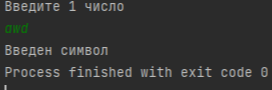 Введите 1 число
awd
Введен символ
Process finished with exit code 0